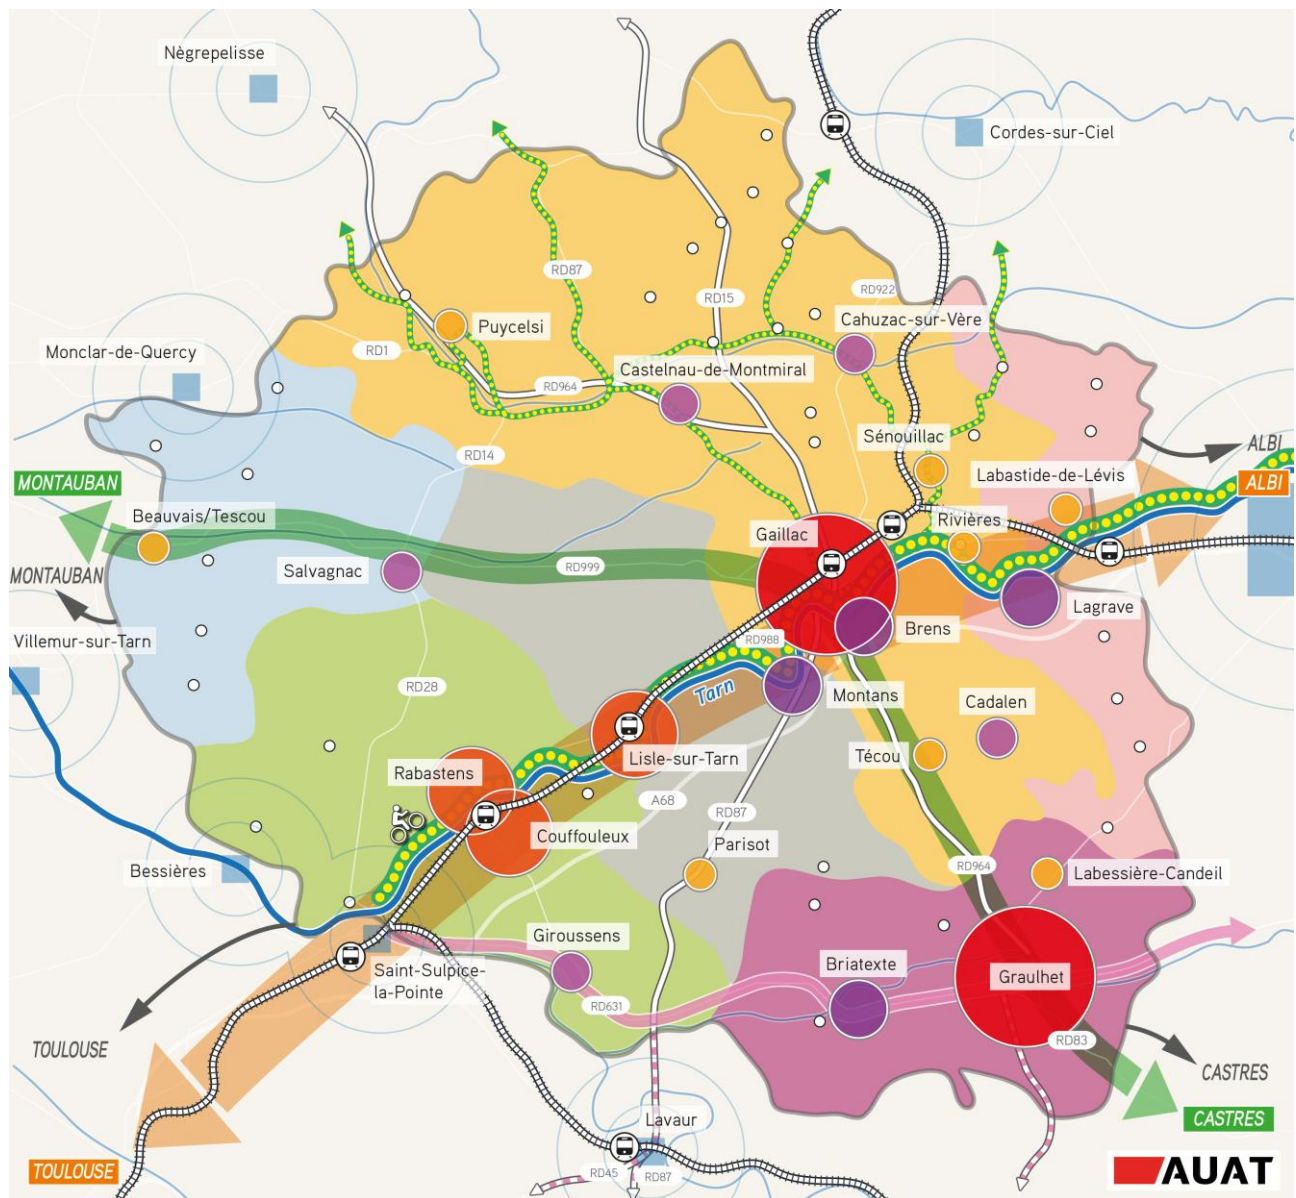 Nègrepelisse
Cordes-sur-Ciel
RD87
RD15
RD922
Puycelsi
Cahuzac-sur-Vère
Monclar-de-Quercy
RD1
Castelnau-de-Montmiral
RD964
Sénouillac
ALBI
RD14
Labastide-de-Lévis
MONTAUBAN
ALBI
Beauvais/Tescou
Gaillac
Rivières
RD999
Salvagnac
MONTAUBAN
Lagrave
Brens
Villemur-sur-Tarn
RD988
RD28
Tarn
Montans
Cadalen
Lisle-sur-Tarn
Técou
Rabastens
A68
RD87
Couffouleux
Parisot
RD964
Bessières
Labessière-Candeil
Giroussens
Briatexte
Graulhet
Saint-Sulpice-
la-Pointe
RD631
TOULOUSE
RD83
CASTRES
Lavaur
CASTRES
TOULOUSE
RD45
RD87
AUAT